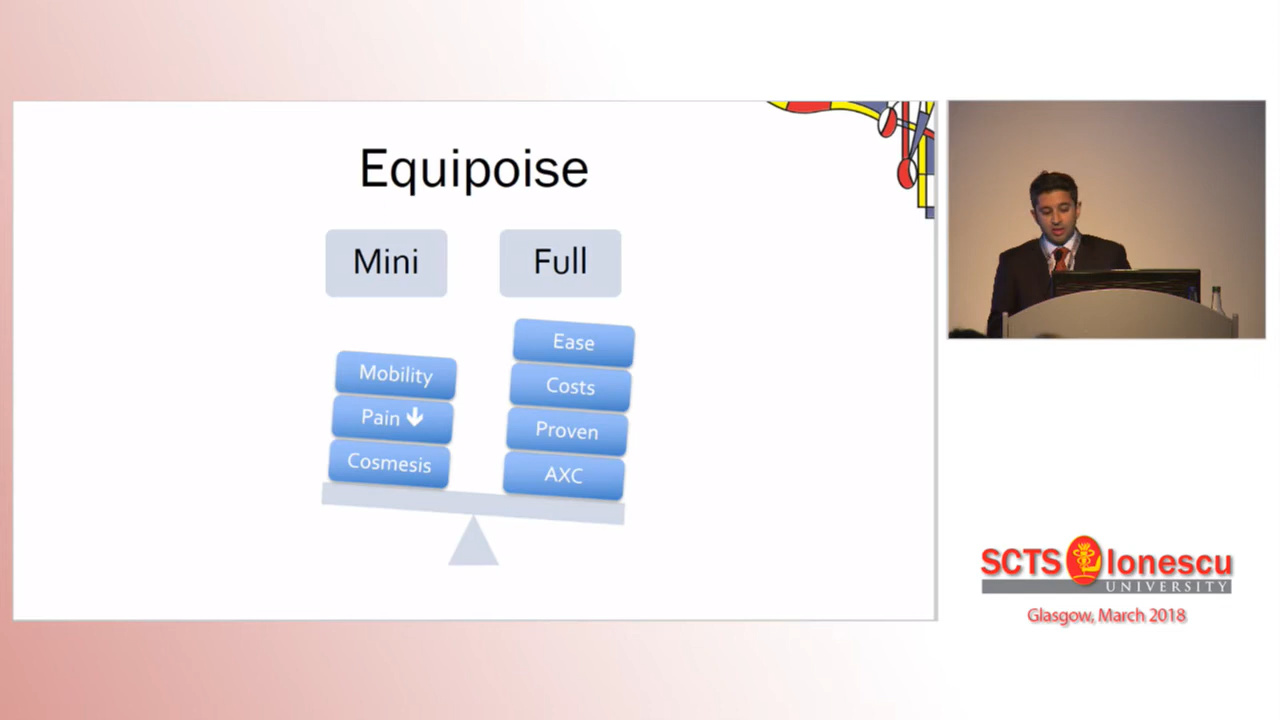 Equipoise
Mini
Full
Mobility
Pain ↓
Cosmesis
Ease
Costs
Proven
AXC
SCTS Ionescu
UNIVERSITY
Glasgow, March 2018